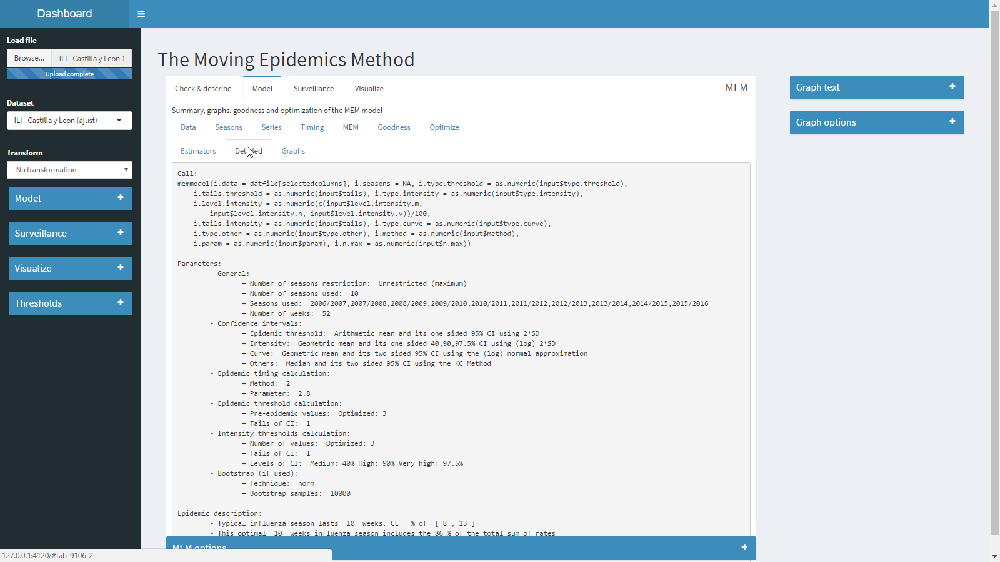 Dashboard
Load file
Browse... ILI - Castilla y Leon 1
Upload complete
Dataset
ILI - Castilla y Leon (ajust)
Transform
No transformation
Model +
Surveillance +
Visualize +
Thresholds +
The Moving Epidemics Method
Check & describe Model Surveillance Visualize MEM
Summary, graphs, goodness and optimization of the MEM model
Data Seasons Series Timing MEM Goodness Optimize
Estimators Detailed Graphs
Call:
memmodel(i.data = datfile[selectedcolumns], i.seasons = NA, i.type.threshold = as.numeric(input$type.threshold),
i.tails.threshold = as.numeric(input$tails), i.type.intensity = as.numeric(input$type.intensity),
i.level.intensity = as.numeric(c(input$level.intensity.m,
input$level.intensity.h, input$level.intensity.v))/100,
i.tails.intensity = as.numeric(input$tails), i.type.curve = as.numeric(input$type.curve),
i.type.other = as.numeric(input$type.other), i.method = as.numeric(input$method),
i.param = as.numeric(input$param), i.n.max = as.numeric(input$n.max))
Parameters:
- General:
+ Number of seasons restriction: Unrestricted (maximum)
+ Number of seasons used: 10
+ Seasons used: 2006/2007,2007/2008,2008/2009,2009/2010,2010/2011,2011/2012,2012/2013,2013/2014,2014/2015,2015/2016
+ Number of weeks: 52
- Confidence intervals:
+ Epidemic threshold: Arithmetic mean and its one sided 95% CI using 2*SD
+ Intensity: Geometric mean and its one sided 40,90,97.5% CI using (log) 2*SD
+ Curve: Geometric mean and its two sided 95% CI using the (log) normal approximation
+ Others: Median and its two sided 95% CI using the KC Method
- Epidemic timing calculation:
+ Method: 2
+ Parameter: 2.8
- Epidemic threshold calculation:
+ Pre-epidemic values: Optimized: 3
+ Tails of CI: 1
- Intensity thresholds calculation:
+ Number of values: Optimized: 3
+ Tails of CI: 1
+ Levels of CI: Medium: 40% High: 90% Very high: 97.5%
- Bootstrap (if used):
+ Technique: norm
+ Bootstrap samples: 10000
Epidemic description:
- Typical influenza season lasts 10 weeks. CL % of [ 8 , 13 ]
- This optimal 10 weeks influenza season includes the 86 % of the total sum of rates
MEM options +
Graph text +
Graph options +
127.0.0.1:4120/#tab-9106-2